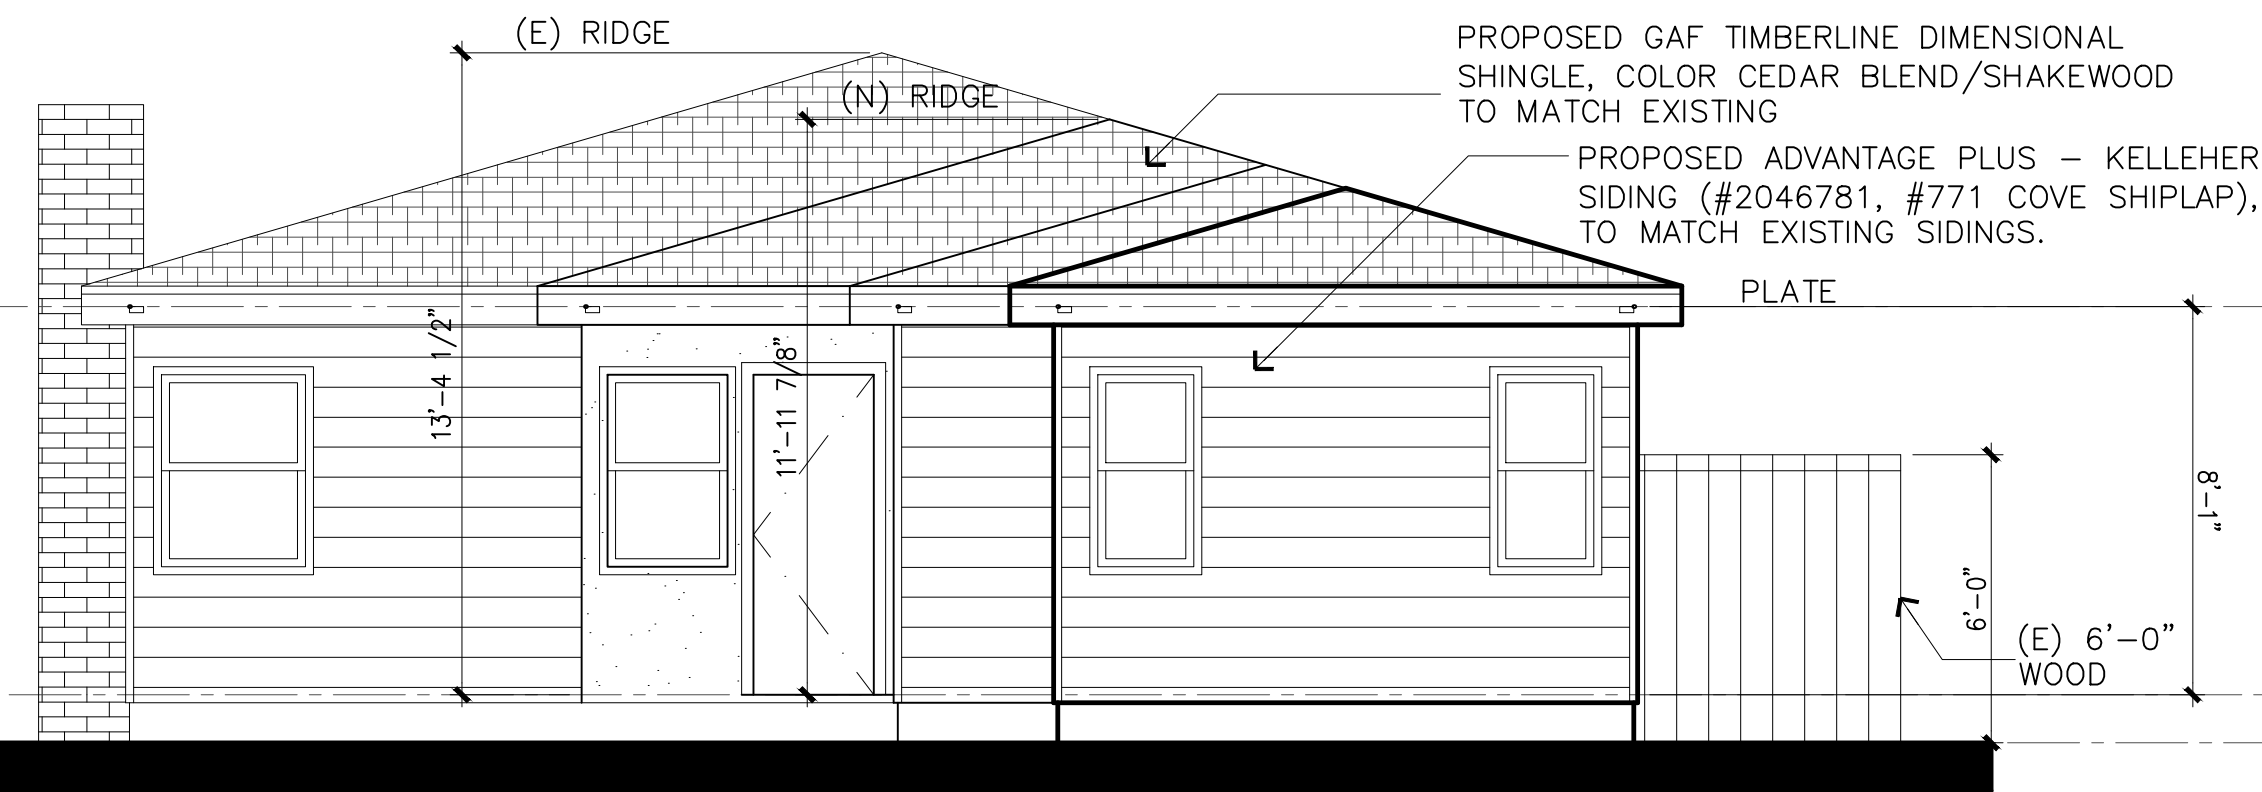 (E) RIDGE
(N) RIDGE
PROPOSED GAF TIMBERLINE DIMENSIONAL
SHINGLE, COLOR CEDAR BLEND/SHAKEWOOD
TO MATCH EXISTING
PROPOSED ADVANTAGE PLUS – KELLEHER
SIDING (#2046781, #771 COVE SHIPLAP),
TO MATCH EXISTING SIDINGS.
PLATE
13'-4 1/2"
11'-11 7/8"
8'-1"
6'-0"
(E) 6'-0"
WOOD